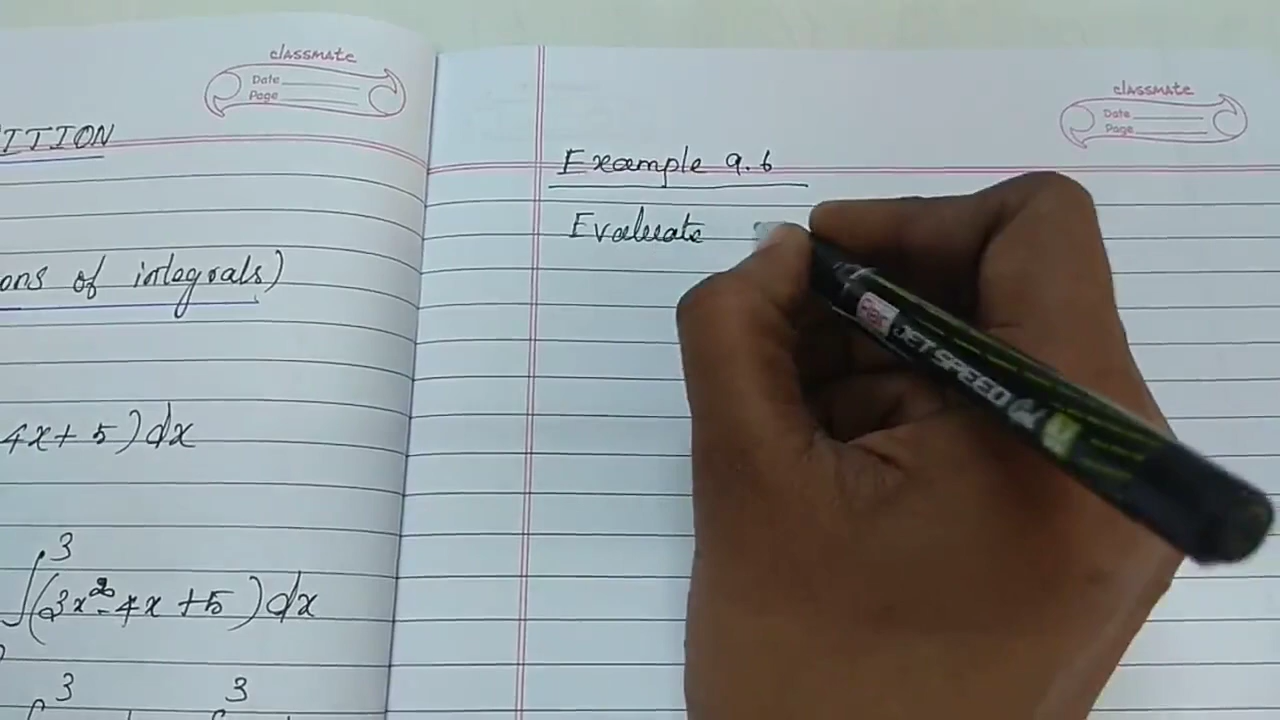 classmate
Date
Page
ITION
ons of integrals)
4x + 5) dx
3
∫(3x² - 4x + 5) dx
3 3
classmate
Date
Page
Example 9.6
Evaluate
JET SPEED Gel